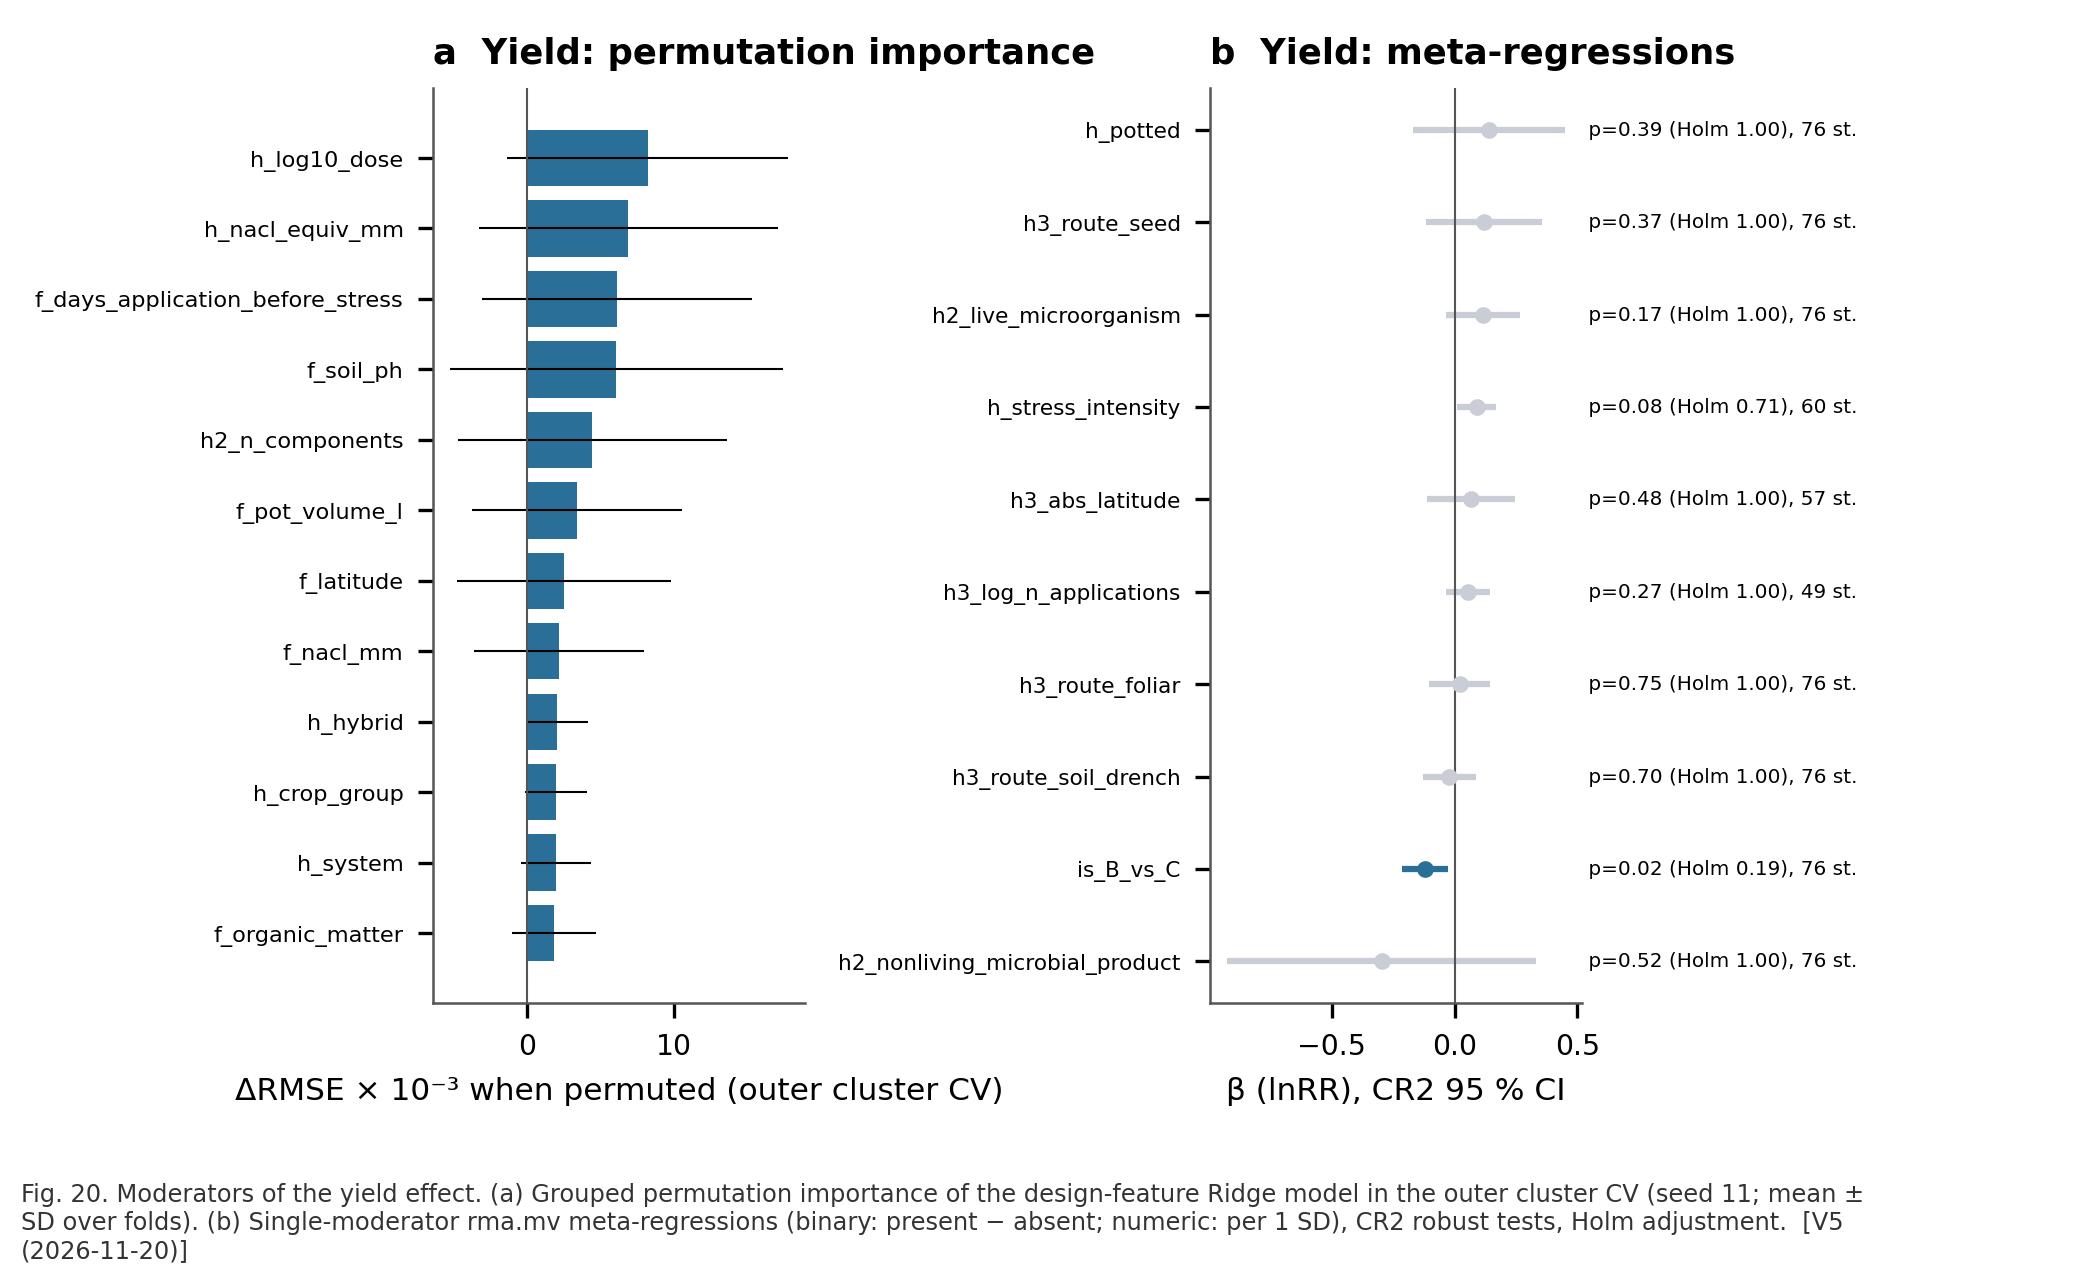 a  Yield: permutation importance
h_log10_dose
h_nacl_equiv_mm
f_days_application_before_stress
f_soil_ph
h2_n_components
f_pot_volume_l
f_latitude
f_nacl_mm
h_hybrid
h_crop_group
h_system
f_organic_matter
0 10
ΔRMSE × 10⁻³ when permuted (outer cluster CV)
b  Yield: meta-regressions
h_potted p=0.39 (Holm 1.00), 76 st.
h3_route_seed p=0.37 (Holm 1.00), 76 st.
h2_live_microorganism p=0.17 (Holm 1.00), 76 st.
h_stress_intensity p=0.08 (Holm 0.71), 60 st.
h3_abs_latitude p=0.48 (Holm 1.00), 57 st.
h3_log_n_applications p=0.27 (Holm 1.00), 49 st.
h3_route_foliar p=0.75 (Holm 1.00), 76 st.
h3_route_soil_drench p=0.70 (Holm 1.00), 76 st.
is_B_vs_C p=0.02 (Holm 0.19), 76 st.
h2_nonliving_microbial_product p=0.52 (Holm 1.00), 76 st.
−0.5 0.0 0.5
β (lnRR), CR2 95 % CI
Fig. 20. Moderators of the yield effect. (a) Grouped permutation importance of the design-feature Ridge model in the outer cluster CV (seed 11; mean ±
SD over folds). (b) Single-moderator rma.mv meta-regressions (binary: present − absent; numeric: per 1 SD), CR2 robust tests, Holm adjustment.  [V5
(2026-11-20)]